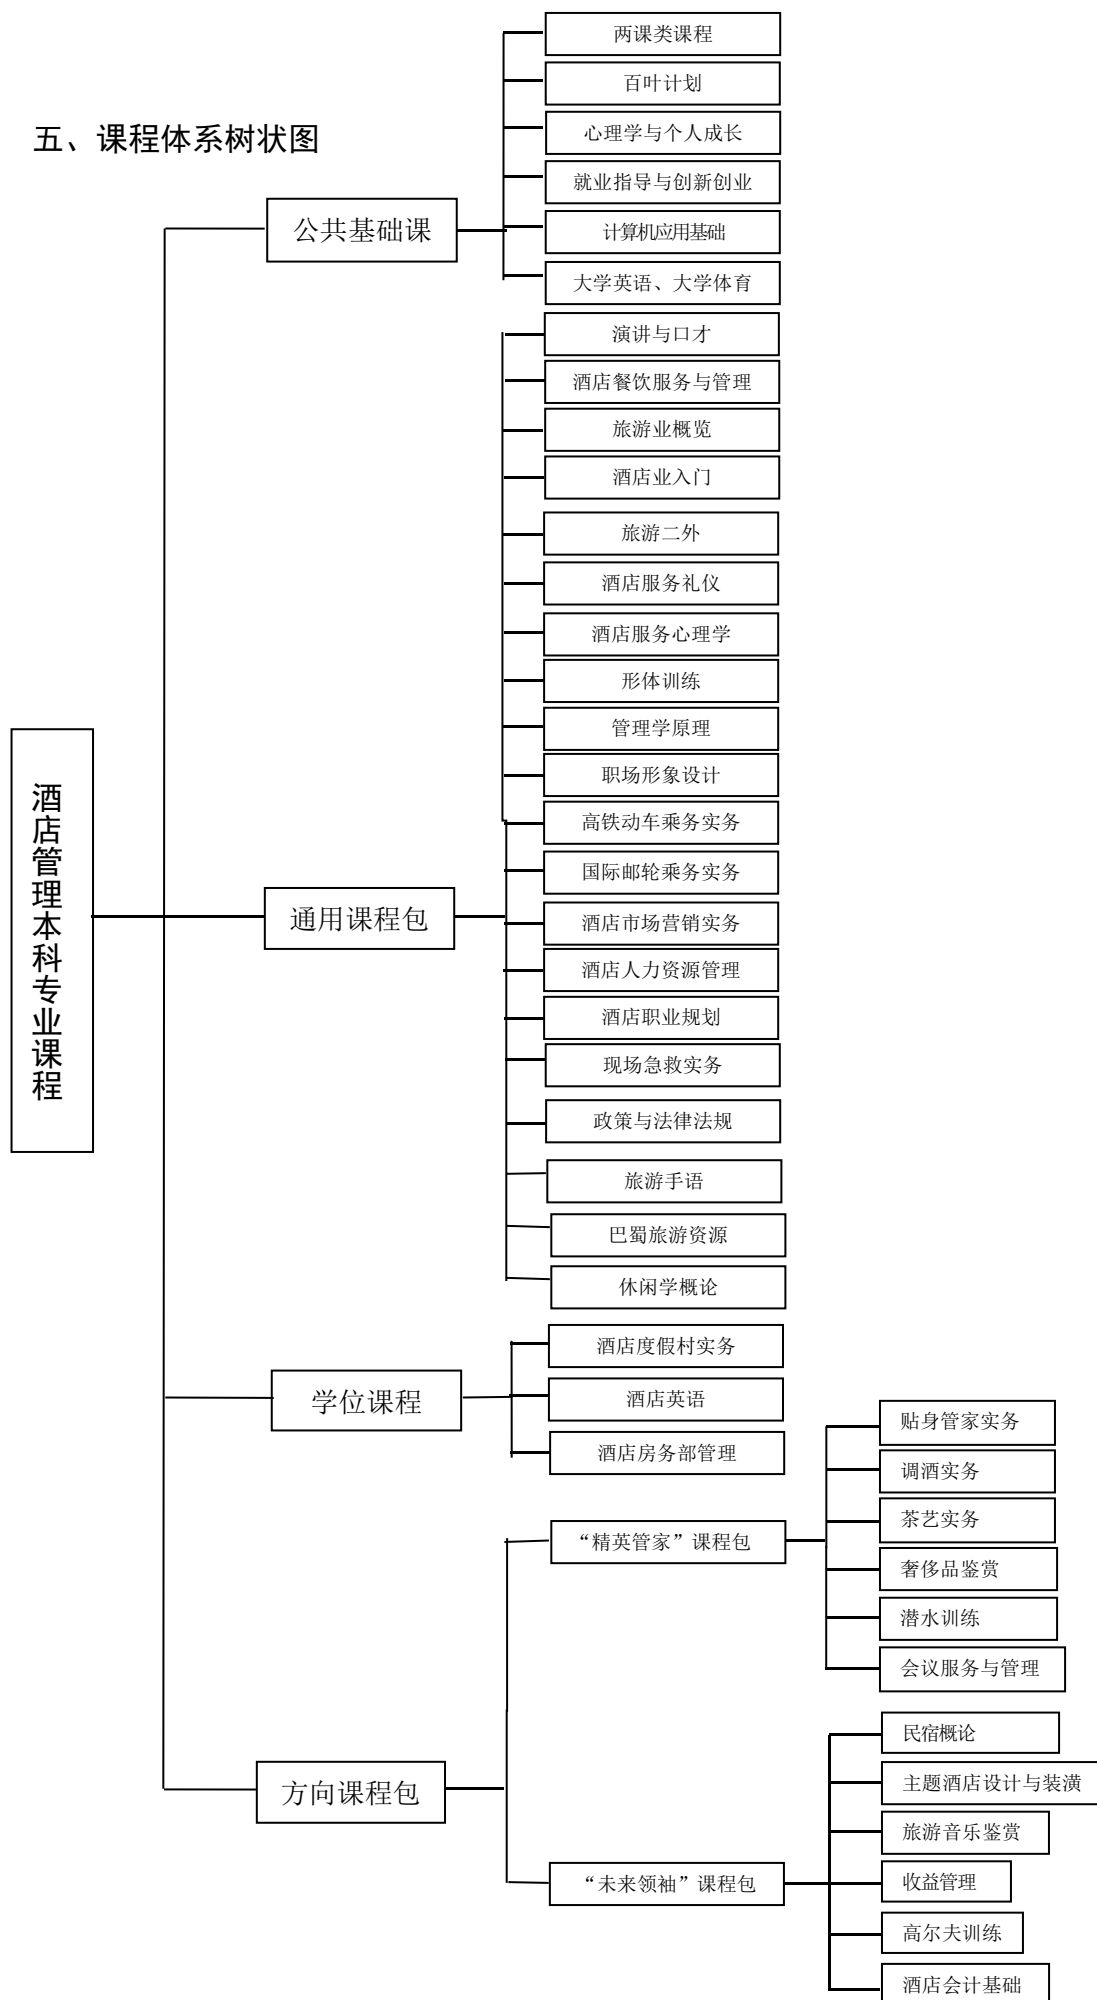 五、课程体系树状图
酒店管理本科专业课程
公共基础课
两课类课程
百叶计划
心理学与个人成长
就业指导与创新创业
计算机应用基础
大学英语、大学体育
通用课程包
演讲与口才
酒店餐饮服务与管理
旅游业概览
酒店业入门
旅游二外
酒店服务礼仪
酒店服务心理学
形体训练
管理学原理
职场形象设计
高铁动车乘务实务
国际邮轮乘务实务
酒店市场营销实务
酒店人力资源管理
酒店职业规划
现场急救实务
政策与法律法规
旅游手语
巴蜀旅游资源
休闲学概论
学位课程
酒店度假村实务
酒店英语
酒店房务部管理
方向课程包
“精英管家”课程包
贴身管家实务
调酒实务
茶艺实务
奢侈品鉴赏
潜水训练
会议服务与管理
“未来领袖”课程包
民宿概论
主题酒店设计与装潢
旅游音乐鉴赏
收益管理
高尔夫训练
酒店会计基础